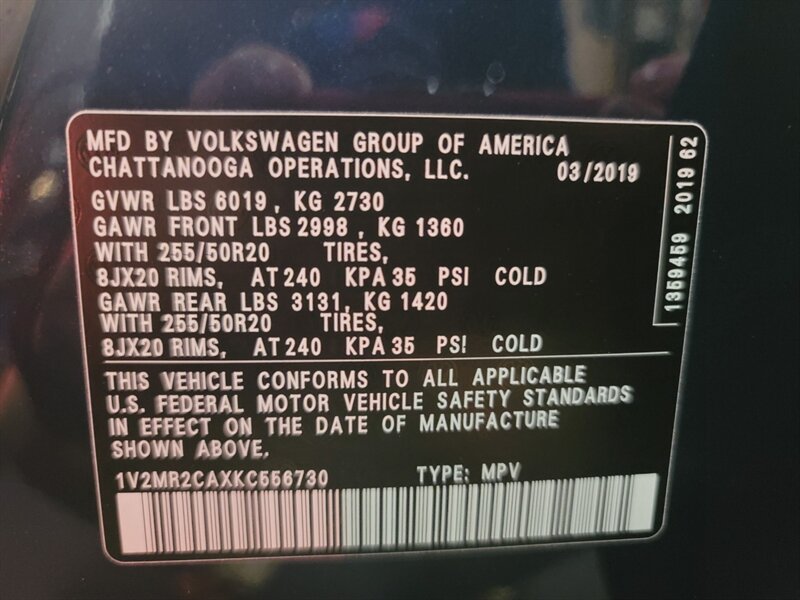 MFD BY VOLKSWAGEN GROUP OF AMERICA
CHATTANOOGA OPERATIONS, LLC. 03/2019
GVWR LBS 6019, KG 2730
GAWR FRONT LBS 2998, KG 1360
WITH 255/50R20 TIRES,
8JX20 RIMS, AT 240 KPA 35 PSI COLD
GAWR REAR LBS 3131, KG 1420
WITH 255/50R20 TIRES,
8JX20 RIMS, AT 240 KPA 35 PSI COLD
THIS VEHICLE CONFORMS TO ALL APPLICABLE
U.S. FEDERAL MOTOR VEHICLE SAFETY STANDARDS
IN EFFECT ON THE DATE OF MANUFACTURE
SHOWN ABOVE.
1V2MR2CAXKC556730 TYPE: MPV
1359459 2019 62